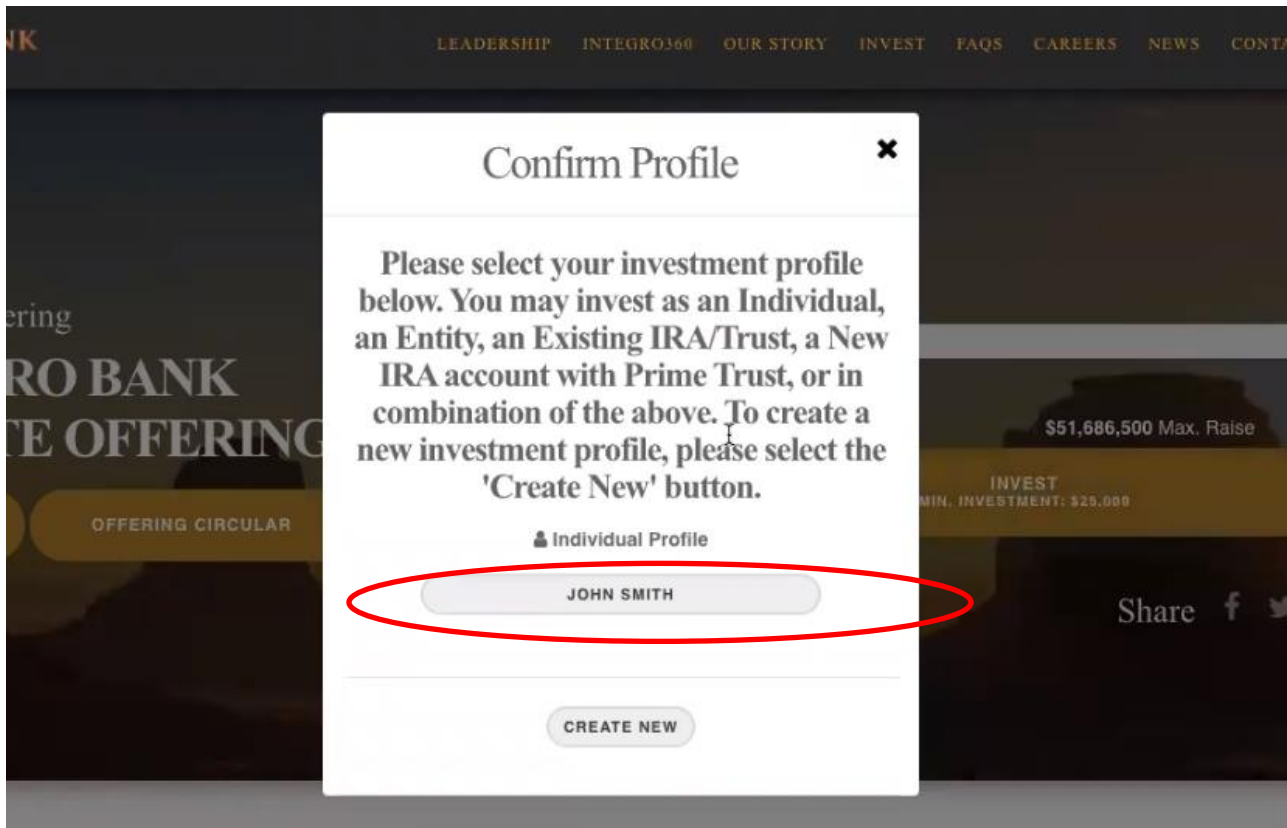 NK
LEADERSHIP INTEGRO360 OUR STORY INVEST FAQS CAREERS NEWS CONTA
Confirm Profile
Please select your investment profile
below. You may invest as an Individual,
an Entity, an Existing IRA/Trust, a New
IRA account with Prime Trust, or in
combination of the above. To create a
new investment profile, please select the
'Create New' button.
Individual Profile
JOHN SMITH
CREATE NEW
ering
RO BANK
TE OFFERING
OFFERING CIRCULAR
$51,686,500 Max. Raise
INVEST
MIN. INVESTMENT: $25,000
Share